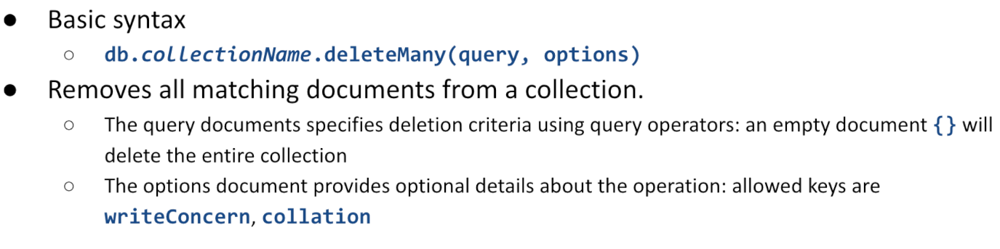 ● Basic syntax
○ db.collectionName.deleteMany(query, options)
● Removes all matching documents from a collection.
○ The query documents specifies deletion criteria using query operators: an empty document {} will
delete the entire collection
○ The options document provides optional details about the operation: allowed keys are
writeConcern, collation